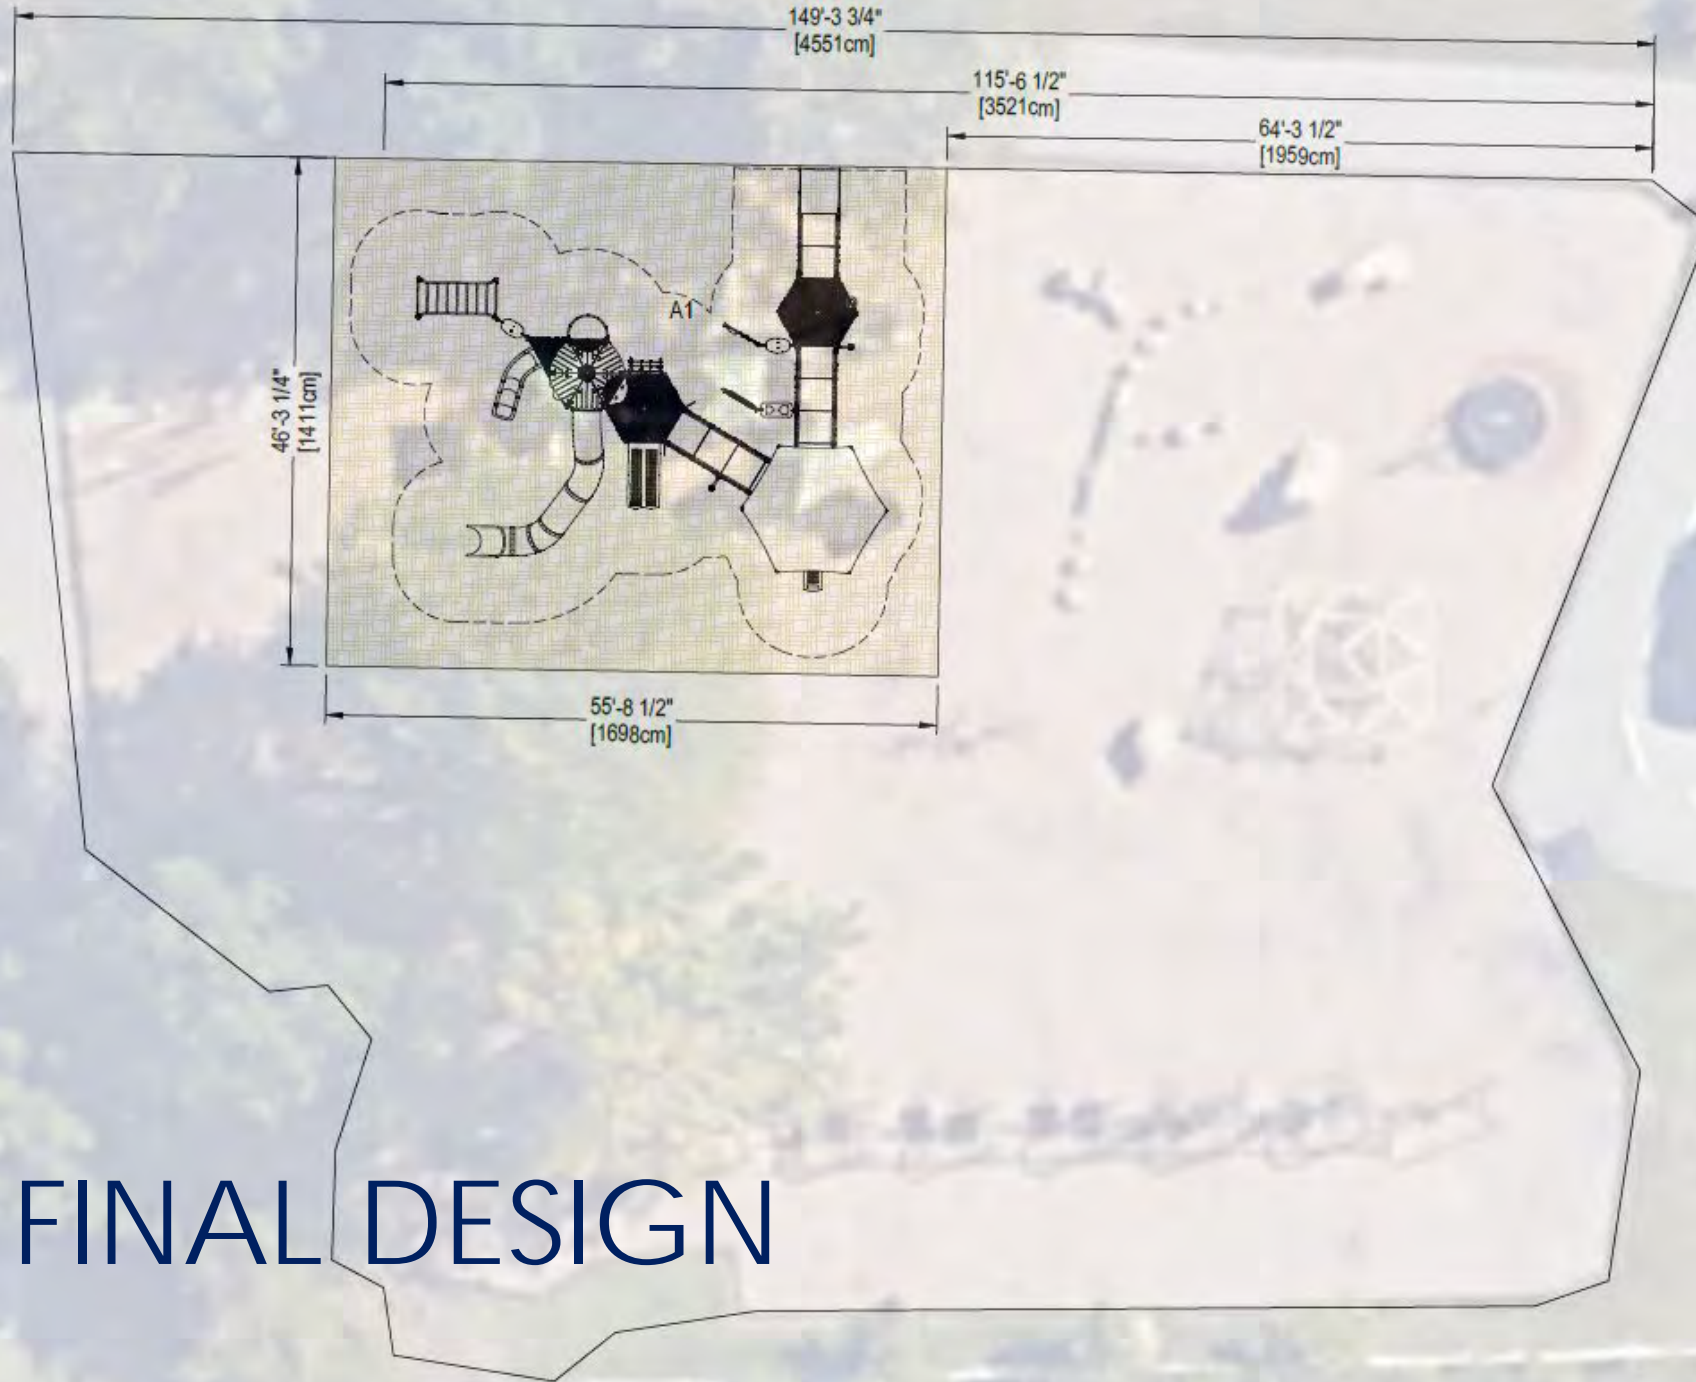 149'-3 3/4"
[4551cm]
115'-6 1/2"
[3521cm]
64'-3 1/2"
[1959cm]
A1
46'-3 1/4"
[1411cm]
55'-8 1/2"
[1698cm]
FINAL DESIGN